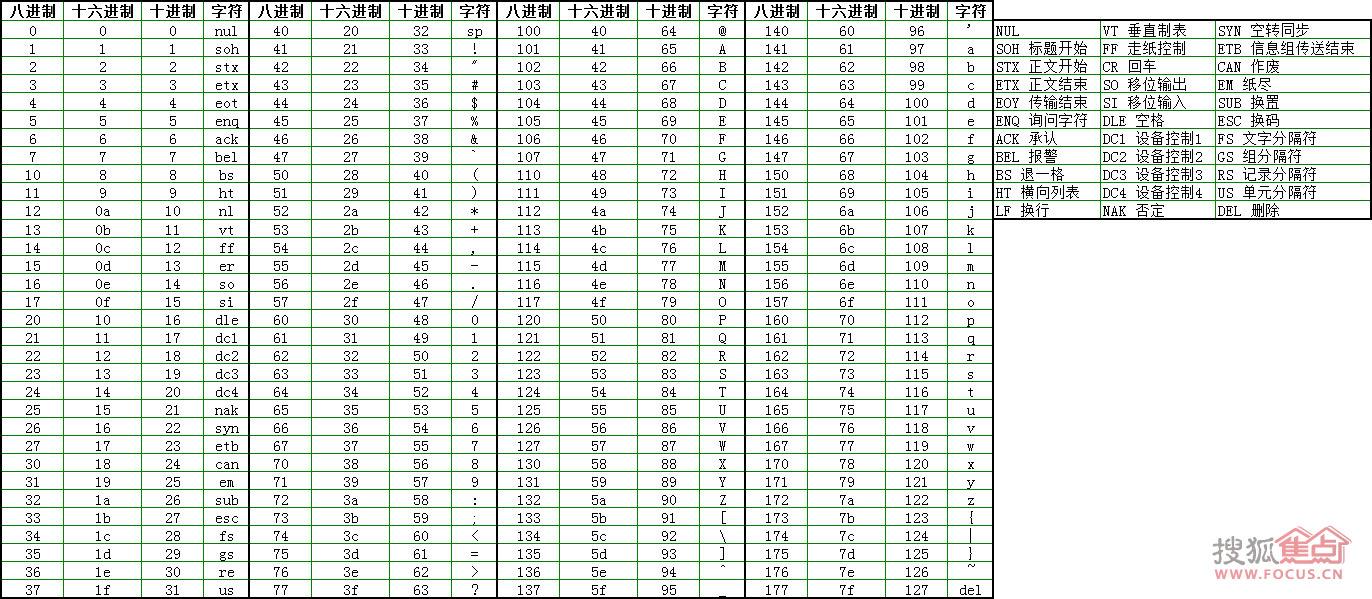 八进制 十六进制 十进制 字符 八进制 十六进制 十进制 字符 八进制 十六进制 十进制 字符 八进制 十六进制 十进制 字符
0 0 0 nul 40 20 32 sp 100 40 64 @ 140 60 96 ' NUL VT 垂直制表 SYN 空转同步
1 1 1 soh 41 21 33 ! 101 41 65 A 141 61 97 a SOH 标题开始 FF 走纸控制 ETB 信息组传送结束
2 2 2 stx 42 22 34 " 102 42 66 B 142 62 98 b STX 正文开始 CR 回车 CAN 作废
3 3 3 etx 43 23 35 # 103 43 67 C 143 63 99 c ETX 正文结束 SO 移位输出 EM 纸尽
4 4 4 eot 44 24 36 $ 104 44 68 D 144 64 100 d EOY 传输结束 SI 移位输入 SUB 换置
5 5 5 enq 45 25 37 % 105 45 69 E 145 65 101 e ENQ 询问字符 DLE 空格 ESC 换码
6 6 6 ack 46 26 38 & 106 46 70 F 146 66 102 f ACK 承认 DC1 设备控制1 FS 文字分隔符
7 7 7 bel 47 27 39 ` 107 47 71 G 147 67 103 g BEL 报警 DC2 设备控制2 GS 组分隔符
10 8 8 bs 50 28 40 ( 110 48 72 H 150 68 104 h BS 退一格 DC3 设备控制3 RS 记录分隔符
11 9 9 ht 51 29 41 ) 111 49 73 I 151 69 105 i HT 横向列表 DC4 设备控制4 US 单元分隔符
12 0a 10 nl 52 2a 42 * 112 4a 74 J 152 6a 106 j LF 换行 NAK 否定 DEL 删除
13 0b 11 vt 53 2b 43 + 113 4b 75 K 153 6b 107 k
14 0c 12 ff 54 2c 44 , 114 4c 76 L 154 6c 108 l
15 0d 13 er 55 2d 45 - 115 4d 77 M 155 6d 109 m
16 0e 14 so 56 2e 46 . 116 4e 78 N 156 6e 110 n
17 0f 15 si 57 2f 47 / 117 4f 79 O 157 6f 111 o
20 10 16 dle 60 30 48 0 120 50 80 P 160 70 112 p
21 11 17 dc1 61 31 49 1 121 51 81 Q 161 71 113 q
22 12 18 dc2 62 32 50 2 122 52 82 R 162 72 114 r
23 13 19 dc3 63 33 51 3 123 53 83 S 163 73 115 s
24 14 20 dc4 64 34 52 4 124 54 84 T 164 74 116 t
25 15 21 nak 65 35 53 5 125 55 85 U 165 75 117 u
26 16 22 syn 66 36 54 6 126 56 86 V 166 76 118 v
27 17 23 etb 67 37 55 7 127 57 87 W 167 77 119 w
30 18 24 can 70 38 56 8 130 58 88 X 170 78 120 x
31 19 25 em 71 39 57 9 131 59 89 Y 171 79 121 y
32 1a 26 sub 72 3a 58 : 132 5a 90 Z 172 7a 122 z
33 1b 27 esc 73 3b 59 ; 133 5b 91 [ 173 7b 123 {
34 1c 28 fs 74 3c 60 < 134 5c 92 \ 174 7c 124 |
35 1d 29 gs 75 3d 61 = 135 5d 93 ] 175 7d 125 }
36 1e 30 re 76 3e 62 > 136 5e 94 ^ 176 7e 126 ~
37 1f 31 us 77 3f 63 ? 137 5f 95 _ 177 7f 127 del
搜狐焦点
WWW.FOCUS.CN